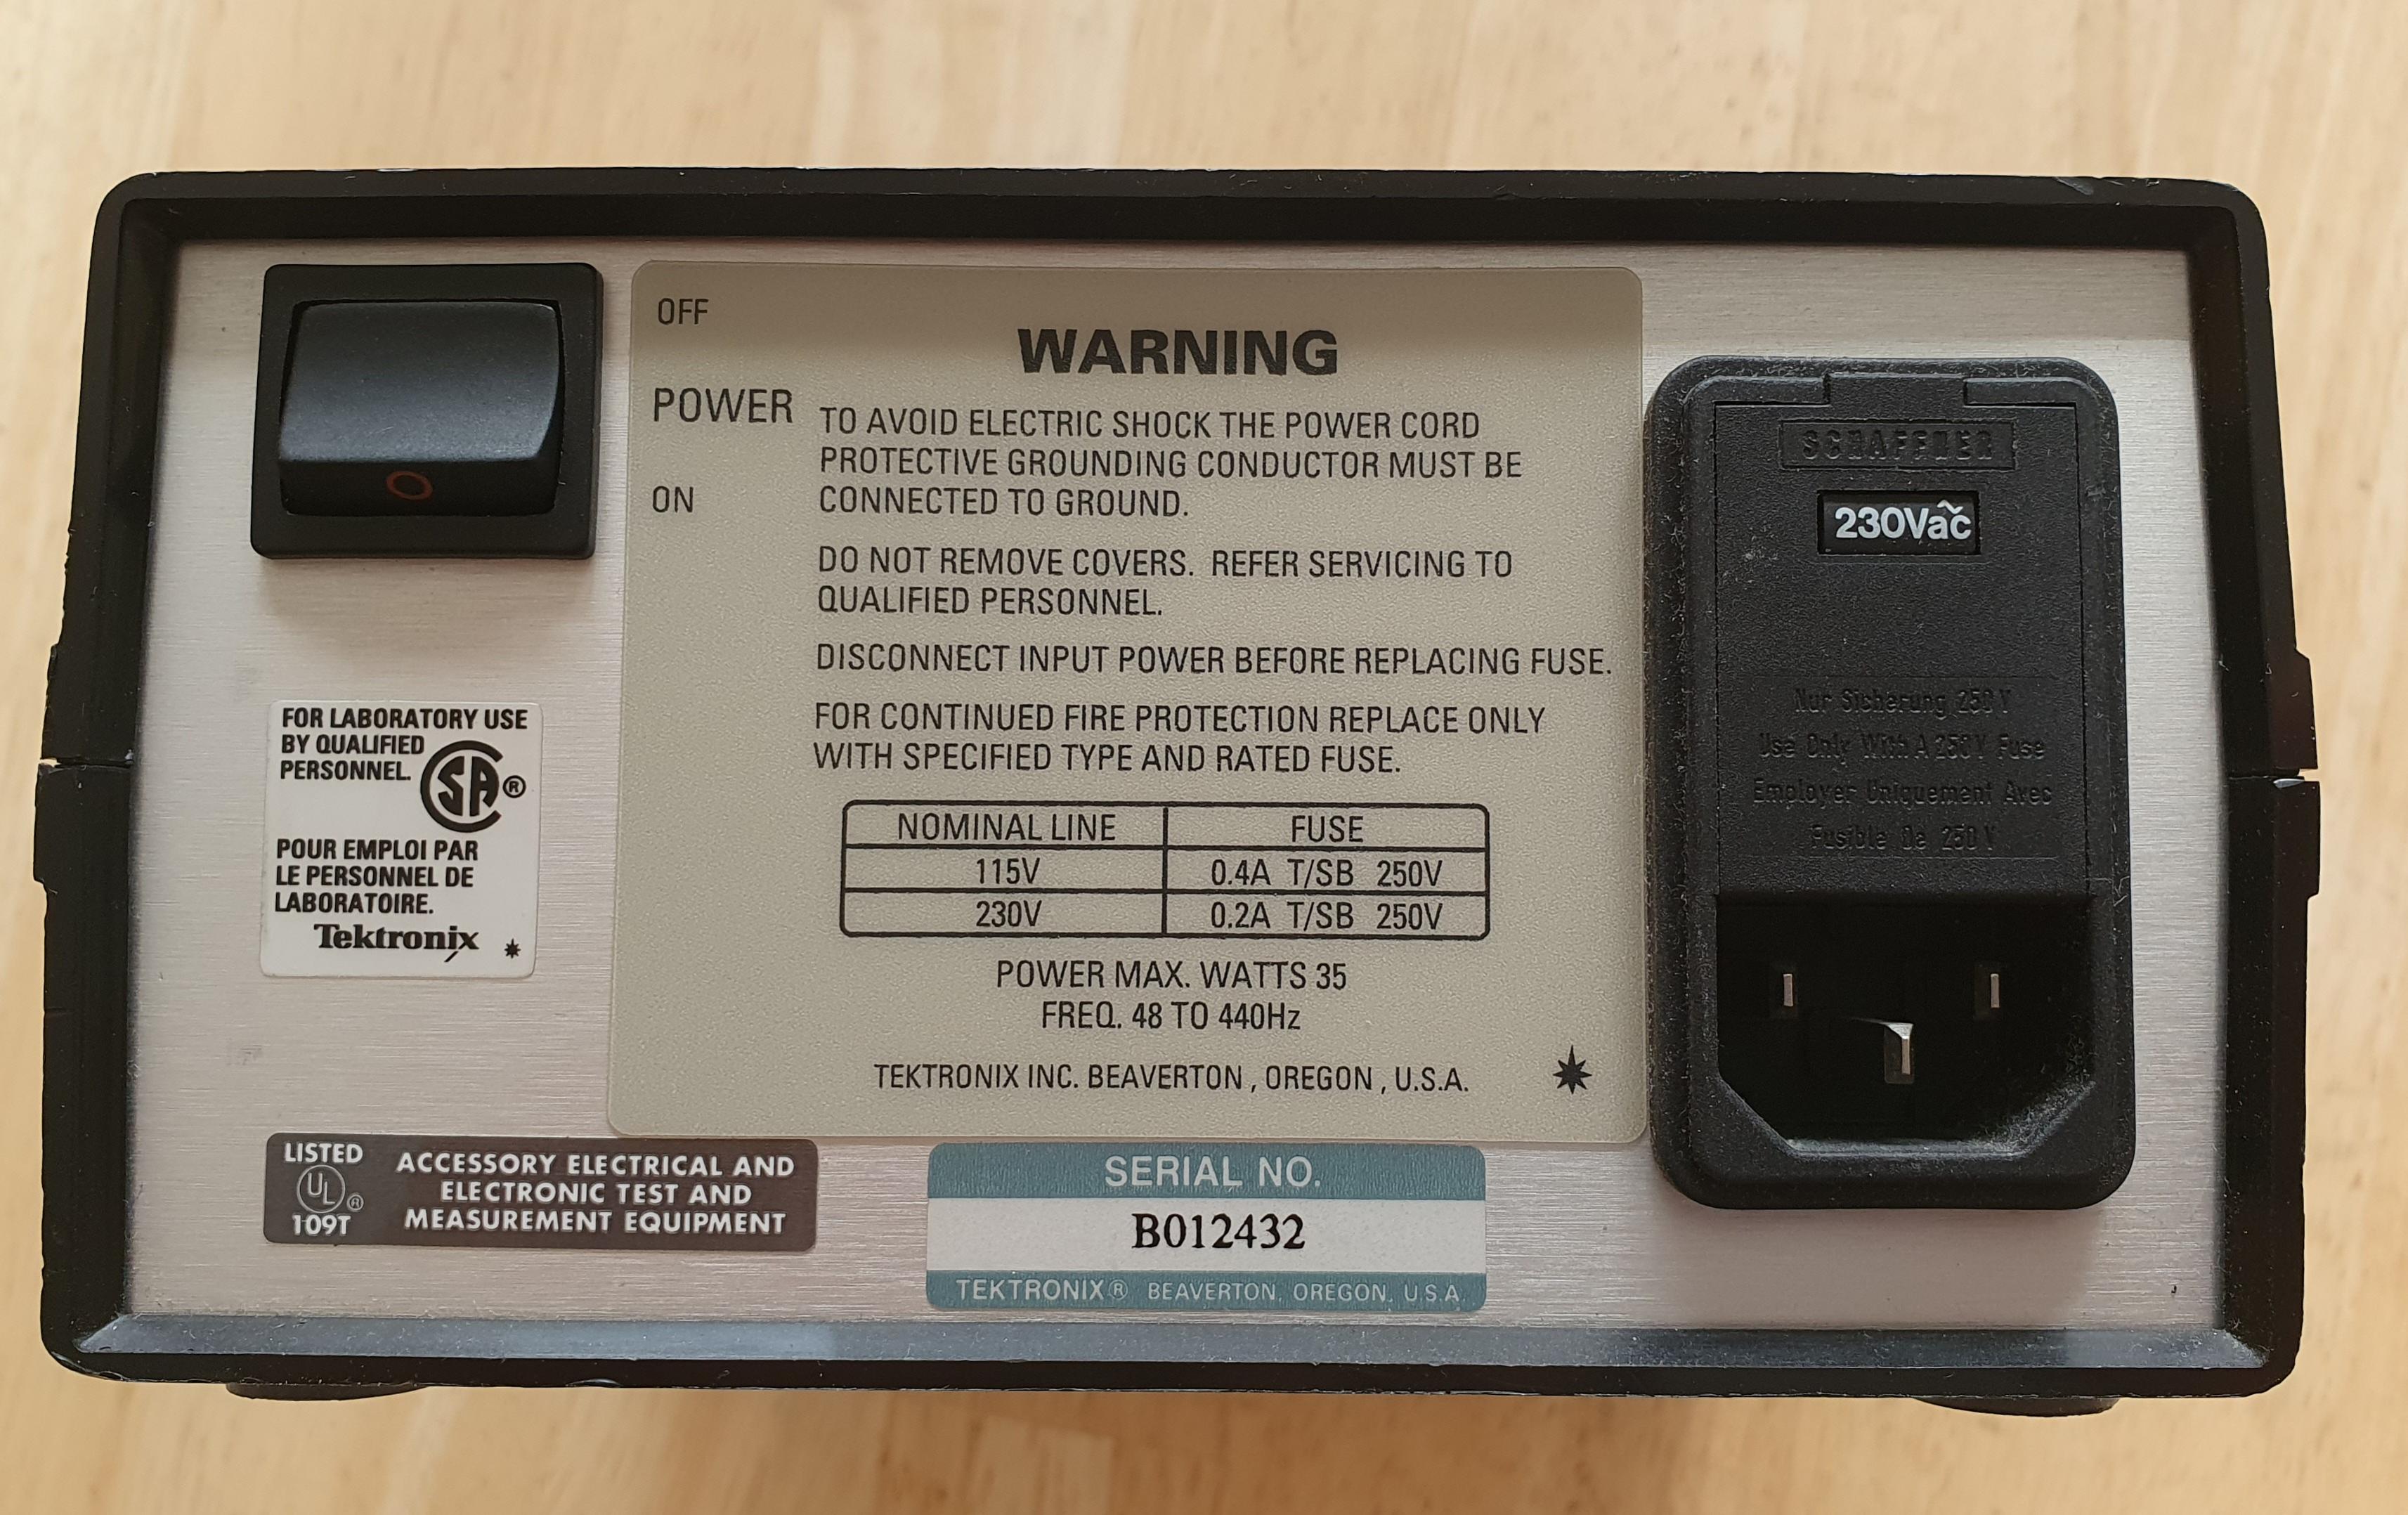 OFF
WARNING
POWER
ON
TO AVOID ELECTRIC SHOCK THE POWER CORD
PROTECTIVE GROUNDING CONDUCTOR MUST BE
CONNECTED TO GROUND.
DO NOT REMOVE COVERS. REFER SERVICING TO
QUALIFIED PERSONNEL.
DISCONNECT INPUT POWER BEFORE REPLACING FUSE.
FOR CONTINUED FIRE PROTECTION REPLACE ONLY
WITH SPECIFIED TYPE AND RATED FUSE.
NOMINAL LINE FUSE
115V 0.4A T/SB 250V
230V 0.2A T/SB 250V
POWER MAX. WATTS 35
FREQ. 48 TO 440Hz
TEKTRONIX INC. BEAVERTON, OREGON, U.S.A.
SCHAFFNER
230Vac
Nur Sicherung 250 V
Use Only With A 250 V Fuse
Employer Uniquement Avec
Fusible De 250 V
FOR LABORATORY USE
BY QUALIFIED
PERSONNEL.
SA®
POUR EMPLOI PAR
LE PERSONNEL DE
LABORATOIRE.
Tektronix
LISTED
UL®
109T
ACCESSORY ELECTRICAL AND
ELECTRONIC TEST AND
MEASUREMENT EQUIPMENT
SERIAL NO.
B012432
TEKTRONIX® BEAVERTON, OREGON, U.S.A.